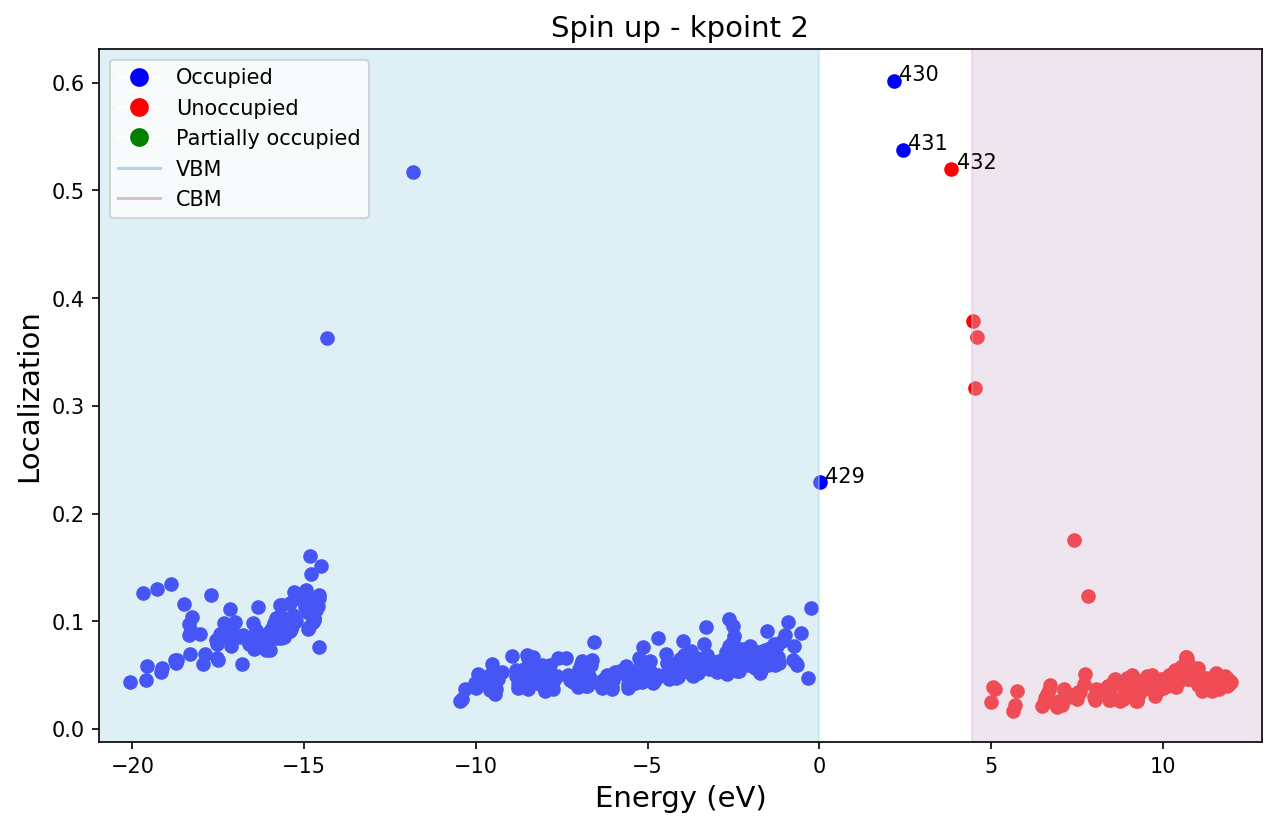 Spin up - kpoint 2
Occupied
Unoccupied
Partially occupied
VBM
CBM
430
431
432
429
0.6
0.5
0.4
0.3
0.2
0.1
0.0
Localization
−20
−15
−10
−5
0
5
10
Energy (eV)